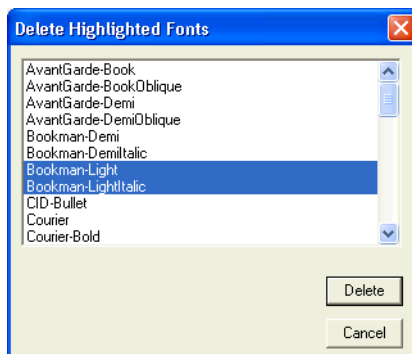 Delete Highlighted Fonts
AvantGarde-Book
AvantGarde-BookOblique
AvantGarde-Demi
AvantGarde-DemiOblique
Bookman-Demi
Bookman-DemiItalic
Bookman-Light
Bookman-LightItalic
CID-Bullet
Courier
Courier-Bold
Delete
Cancel